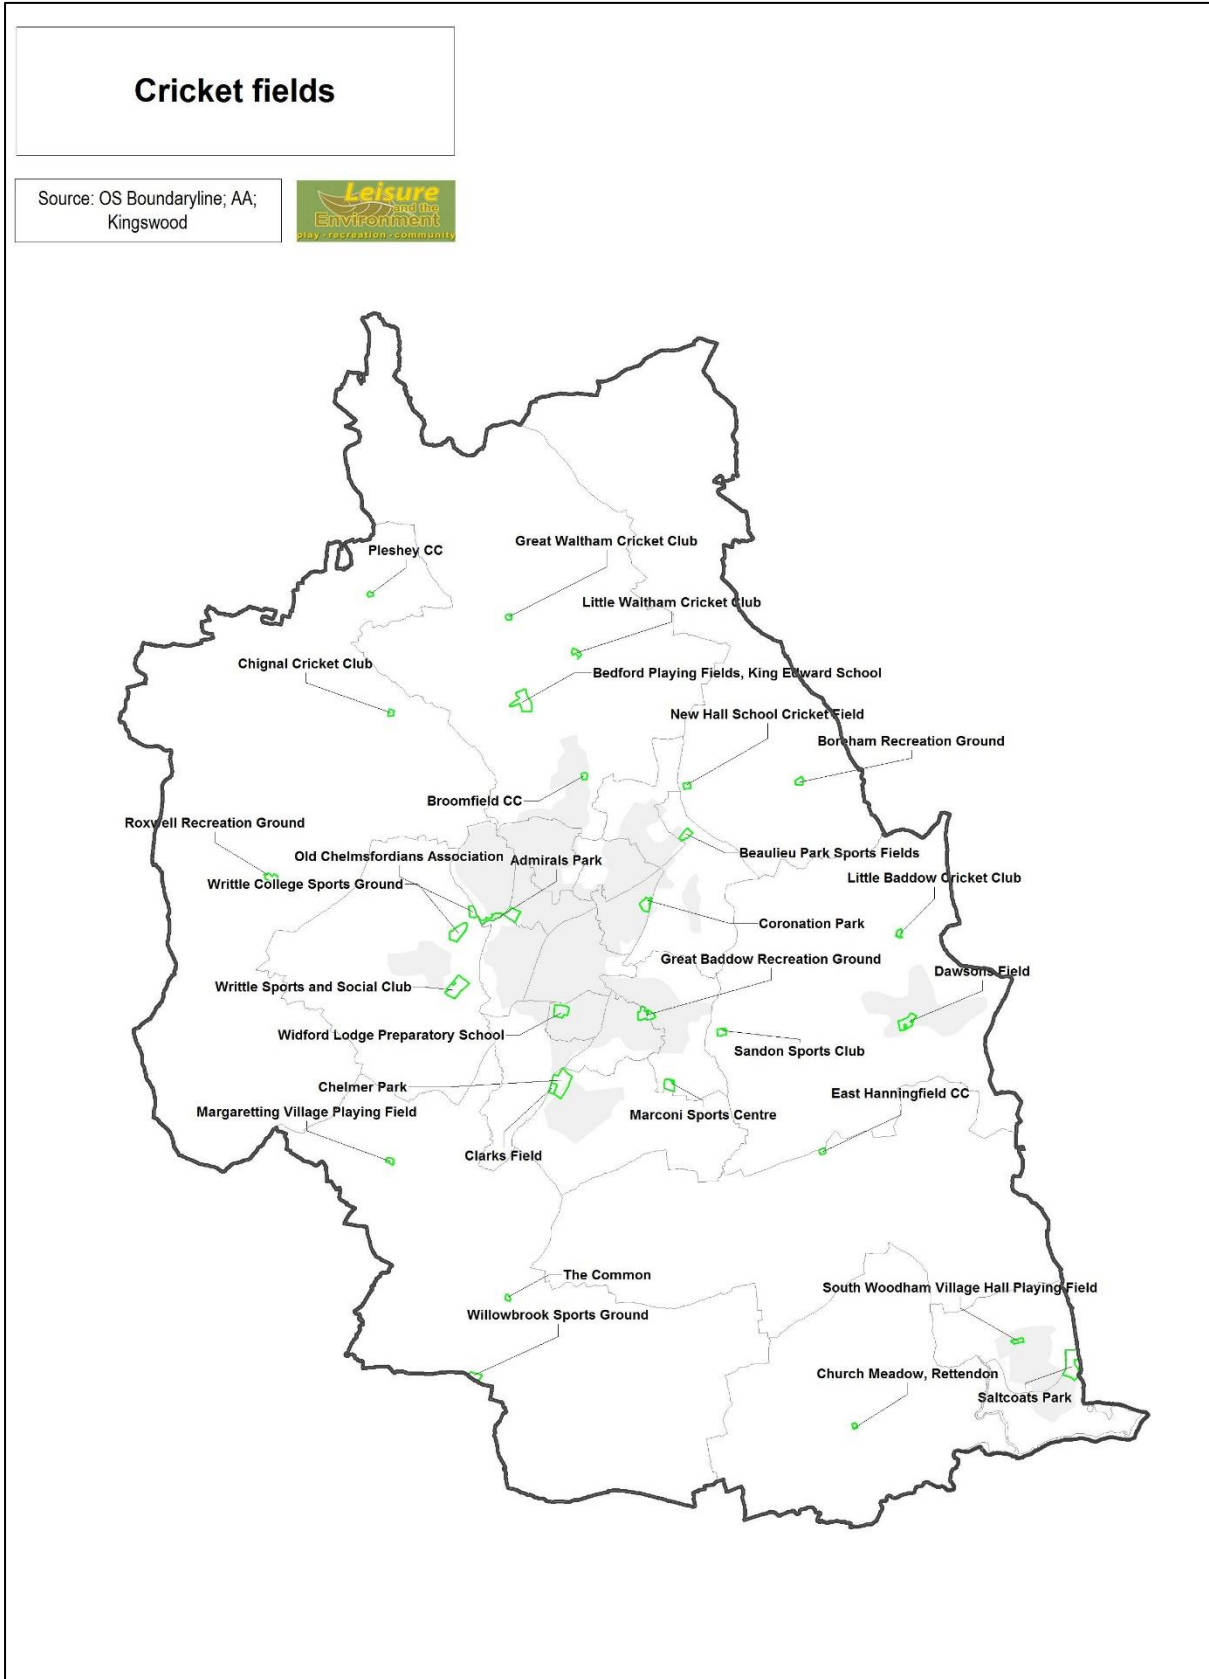 Cricket fields
Source: OS Boundaryline; AA;
Kingswood
Leisure
and the
Environment
play - recreation - community
Great Waltham Cricket Club
Pleshey CC
Little Waltham Cricket Club
Chignal Cricket Club
Bedford Playing Fields, King Edward School
New Hall School Cricket Field
Boreham Recreation Ground
Broomfield CC
Roxwell Recreation Ground
Old Chelmsfordians Association
Admirals Park
Beaulieu Park Sports Fields
Writtle College Sports Ground
Little Baddow Cricket Club
Coronation Park
Great Baddow Recreation Ground
Dawsons Field
Writtle Sports and Social Club
Widford Lodge Preparatory School
Sandon Sports Club
Chelmer Park
East Hanningfield CC
Margaretting Village Playing Field
Marconi Sports Centre
Clarks Field
The Common
South Woodham Village Hall Playing Field
Willowbrook Sports Ground
Church Meadow, Rettendon
Saltcoats Park